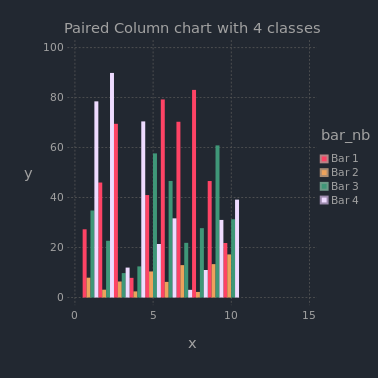 Paired Column chart with 4 classes
100
80
60
40
20
0
y
0 5 10 15
x
bar_nb
Bar 1
Bar 2
Bar 3
Bar 4